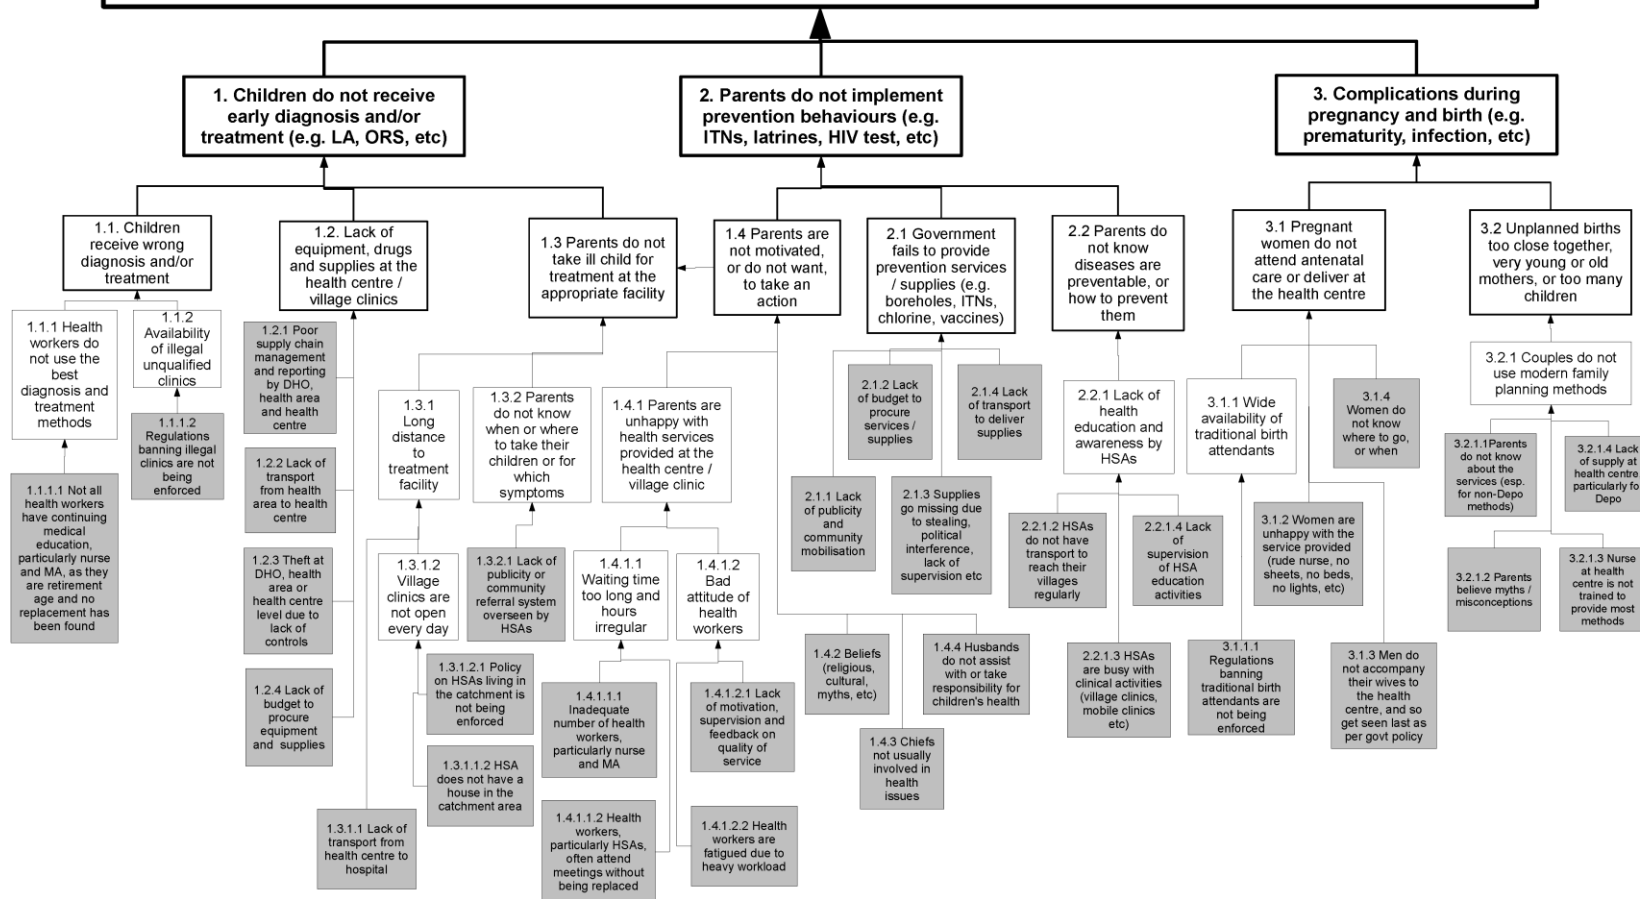 1. Children do not receive
early diagnosis and/or
treatment (e.g. LA, ORS, etc)
2. Parents do not implement
prevention behaviours (e.g.
ITNs, latrines, HIV test, etc)
3. Complications during
pregnancy and birth (e.g.
prematurity, infection, etc)
1.1. Children
receive wrong
diagnosis and/or
treatment
1.2. Lack of
equipment, drugs
and supplies at the
health centre /
village clinics
1.3 Parents do not
take ill child for
treatment at the
appropriate facility
1.4 Parents are
not motivated,
or do not want,
to take an
action
2.1 Government
fails to provide
prevention services
/ supplies (e.g.
boreholes, ITNs,
chlorine, vaccines)
2.2 Parents do
not know
diseases are
preventable, or
how to prevent
them
3.1 Pregnant
women do not
attend antenatal
care or deliver at
the health centre
3.2 Unplanned births
too close together,
very young or old
mothers, or too many
children
1.1.1 Health
workers do
not use the
best
diagnosis and
treatment
methods
1.1.2
Availability
of illegal
unqualified
clinics
1.1.1.2
Regulations
banning illegal
clinics are not
being
enforced
1.1.1.1 Not all
health workers
have continuing
medical
education,
particularly nurse
and MA, as they
are retirement
age and no
replacement has
been found
1.2.1 Poor
supply chain
management
and reporting
by DHO,
health area
and health
centre
1.2.2 Lack of
transport
from health
area to health
centre
1.2.3 Theft at
DHO, health
area or
health centre
level due to
lack of
controls
1.2.4 Lack of
budget to
procure
equipment
and supplies
1.3.1
Long
distance
to
treatment
facility
1.3.2 Parents
do not know
when or where
to take their
children or for
which
symptoms
1.4.1 Parents are
unhappy with
health services
provided at the
health centre /
village clinic
1.3.1.2
Village
clinics are
not open
every day
1.3.2.1 Lack of
publicity or
community
referral system
overseen by
HSAs
1.4.1.1
Waiting time
too long and
hours
irregular
1.4.1.2
Bad
attitude of
health
workers
1.3.1.2.1 Policy
on HSAs living in
the catchment is
not being
enforced
1.3.1.1.2 HSA
does not have a
house in the
catchment area
1.3.1.1 Lack of
transport from
health centre to
hospital
1.4.1.1.1
Inadequate
number of health
workers,
particularly nurse
and MA
1.4.1.1.2 Health
workers,
particularly HSAs,
often attend
meetings without
being replaced
1.4.1.2.1 Lack
of motivation,
supervision and
feedback on
quality of
service
1.4.1.2.2 Health
workers are
fatigued due to
heavy workload
1.4.2 Beliefs
(religious,
cultural,
myths, etc)
1.4.3 Chiefs
not usually
involved in
health
issues
1.4.4 Husbands
do not assist
with or take
responsibility for
children's health
2.1.2 Lack
of budget to
procure
services /
supplies
2.1.4 Lack
of transport
to deliver
supplies
2.1.1 Lack
of publicity
and
community
mobilisation
2.1.3 Supplies
go missing due
to stealing,
political
interference,
lack of
supervision etc
2.2.1 Lack of
health
education and
awareness by
HSAs
2.2.1.2 HSAs
do not have
transport to
reach their
villages
regularly
2.2.1.4 Lack
of
supervision
of HSA
education
activities
2.2.1.3 HSAs
are busy with
clinical activities
(village clinics,
mobile clinics
etc)
3.1.1 Wide
availability of
traditional birth
attendants
3.1.4
Women do
not know
where to go,
or when
3.1.2 Women are
unhappy with the
service provided
(rude nurse, no
sheets, no beds,
no lights, etc)
3.1.1.1
Regulations
banning
traditional birth
attendants are
not being
enforced
3.1.3 Men do
not accompany
their wives to
the health
centre, and so
get seen last as
per govt policy
3.2.1 Couples do not
use modern family
planning methods
3.2.1.1Parents
do not know
about the
services (esp.
for non-Depo
methods)
3.2.1.4 Lack
of supply at
health centre
particularly fo
Depo
3.2.1.2 Parents
believe myths /
misconceptions
3.2.1.3 Nurse
at health
centre is not
trained to
provide most
methods